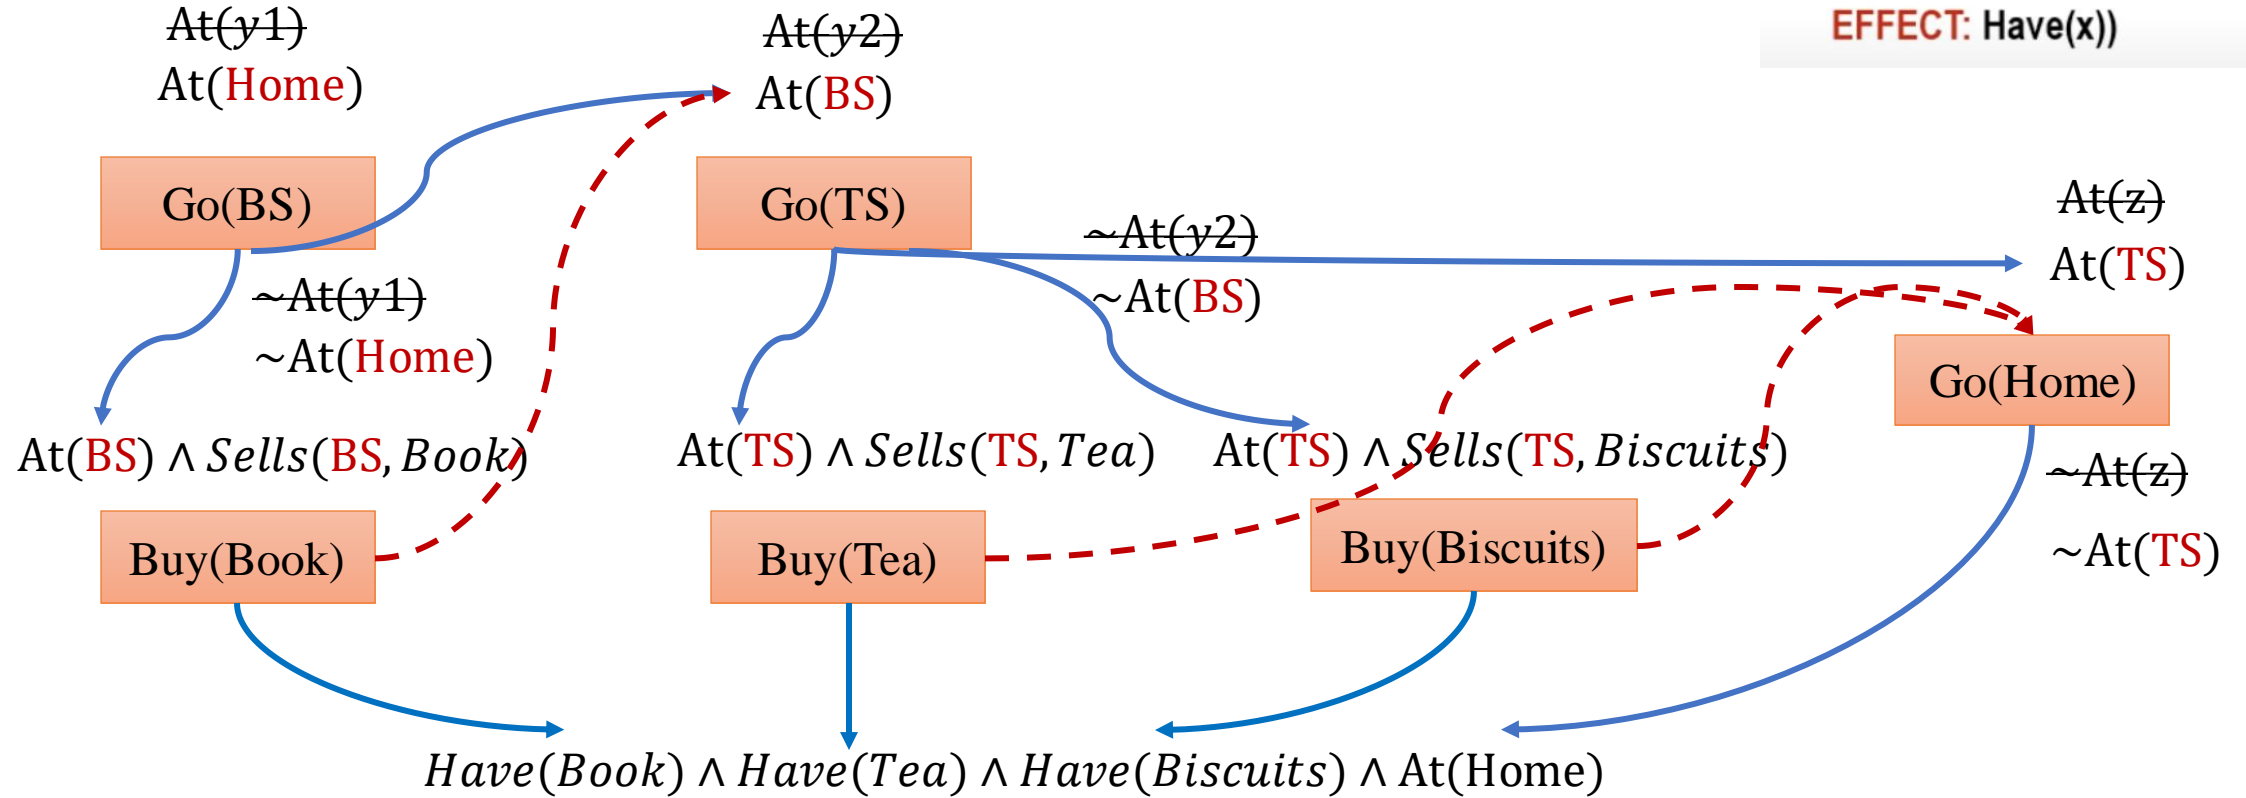 At(y1)
At(Home)
At(y2)
At(BS)
EFFECT: Have(x))
Go(BS)
Go(TS)
~At(y1)
~At(Home)
~At(y2)
~At(BS)
At(z)
At(TS)
Go(Home)
At(BS) ∧ Sells(BS, Book)
At(TS) ∧ Sells(TS, Tea)
At(TS) ∧ Sells(TS, Biscuits)
~At(z)
~At(TS)
Buy(Book)
Buy(Tea)
Buy(Biscuits)
Have(Book) ∧ Have(Tea) ∧ Have(Biscuits) ∧ At(Home)